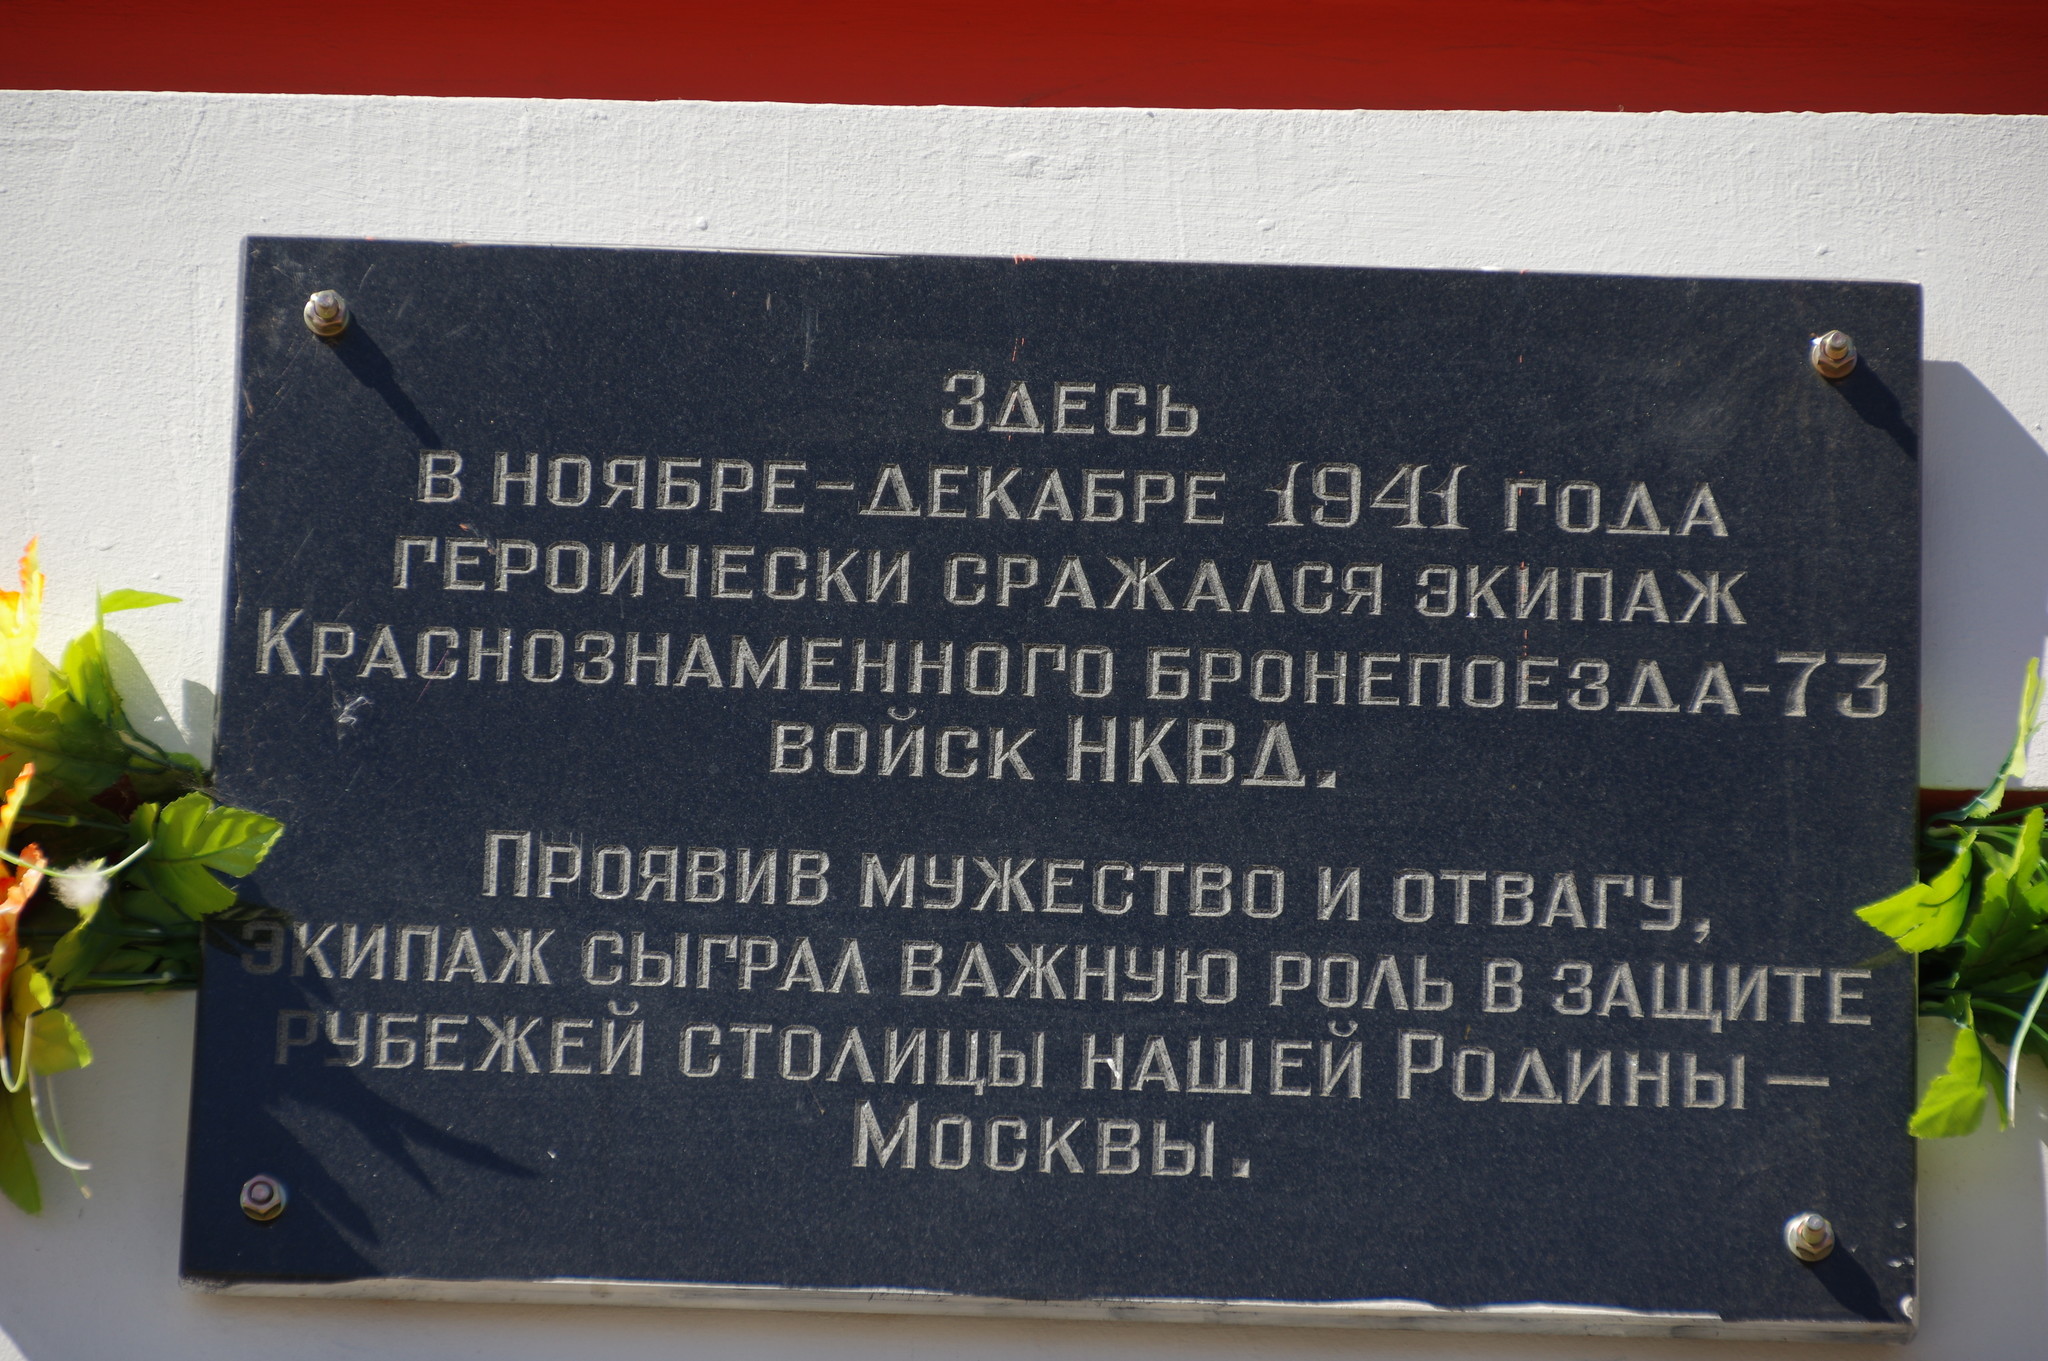 Здесь
в ноябре-декабре 1941 года
героически сражался экипаж
Краснознаменного бронепоезда-73
войск НКВД.
Проявив мужество и отвагу,
экипаж сыграл важную роль в защите
рубежей столицы нашей Родины —
Москвы.